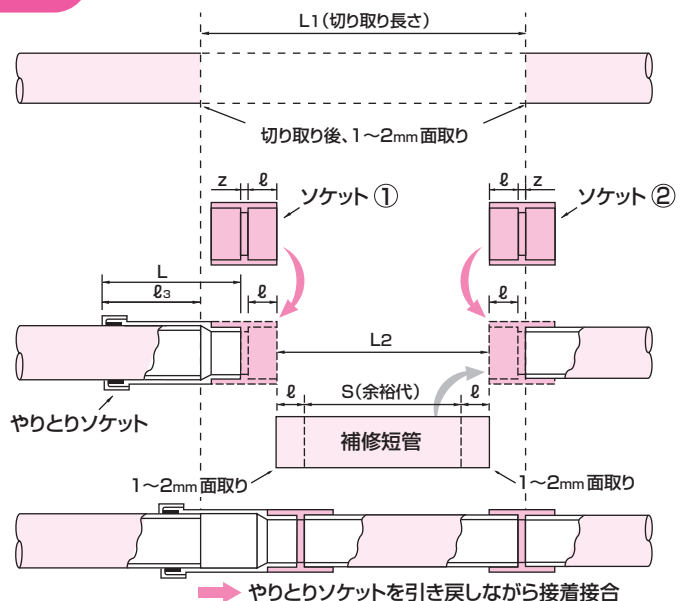 L1(切り取り長さ)
切り取り後、1～2mm面取り
z ℓ
ソケット①
ℓ z
ソケット②
L
ℓ3
ℓ
ℓ
L2
やりとりソケット
ℓ S(余裕代) ℓ
補修短管
1～2mm面取り
1～2mm面取り
やりとりソケットを引き戻しながら接着接合